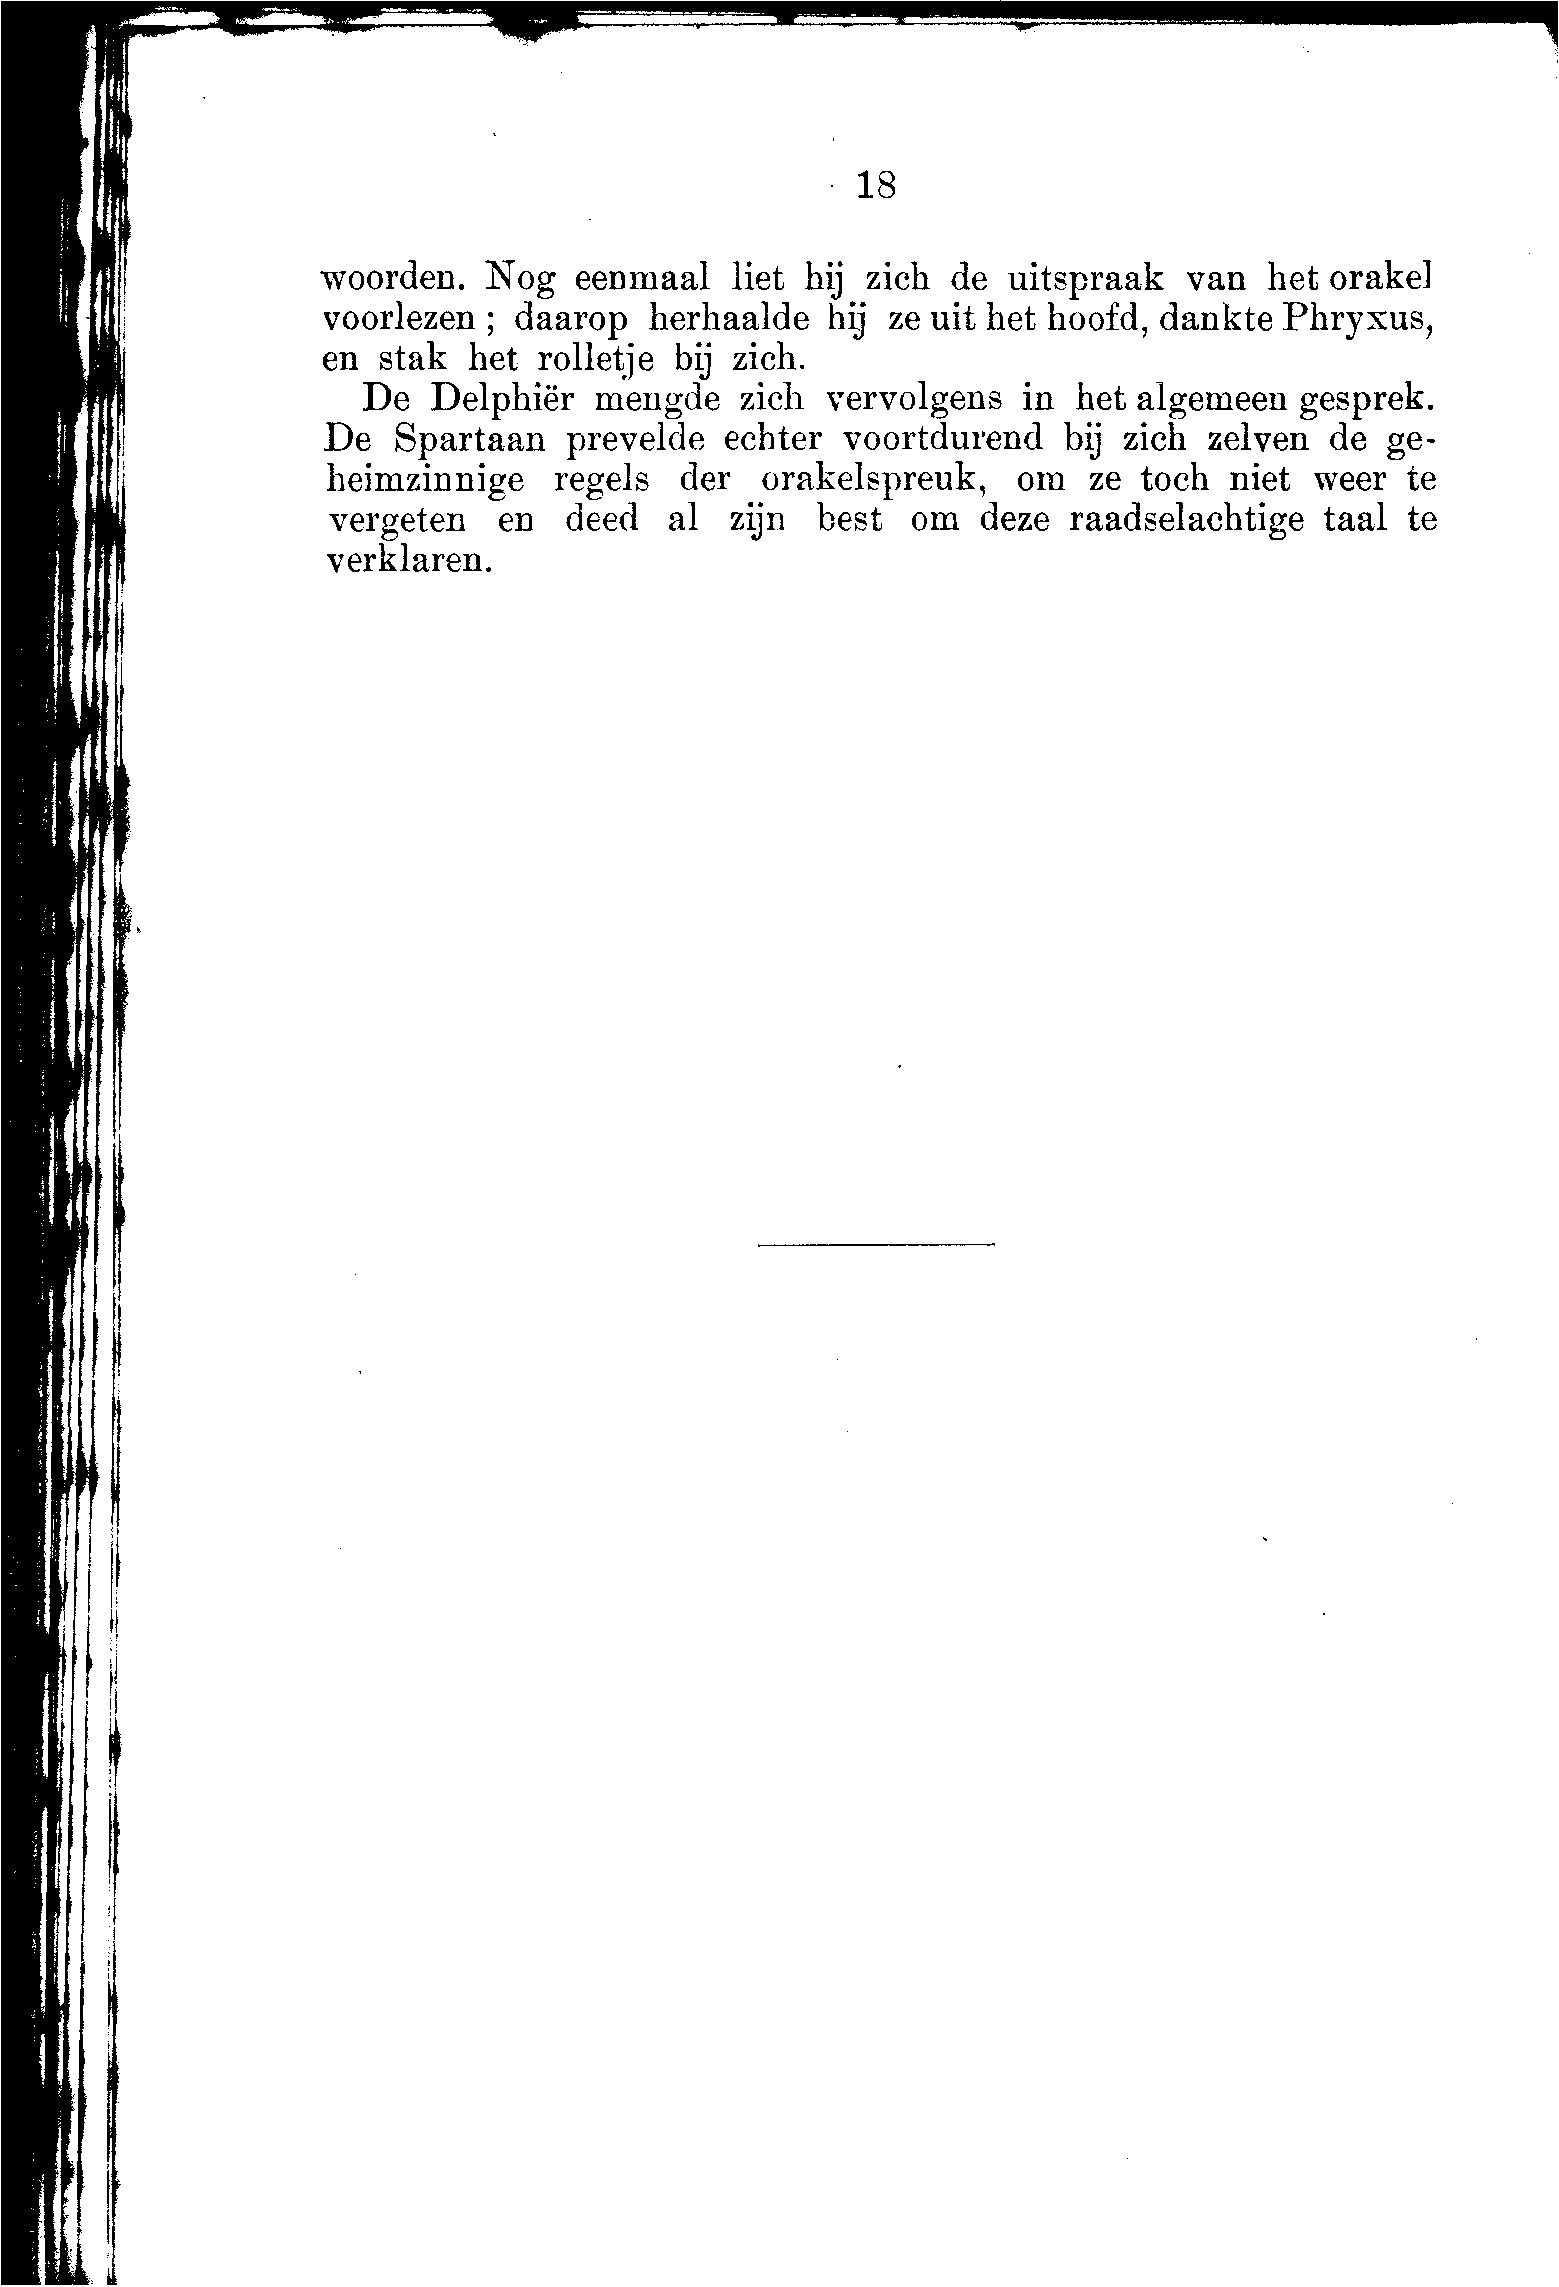 18
woorden. Nog eenmaal liet hij zich de uitspraak van het orakel
voorlezen ; daarop herhaalde hij ze uit het hoofd, dankte Phryxus,
en stak het rolletje bij zich.
De Delphiër mengde zich vervolgens in het algemeen gesprek.
De Spartaan prevelde echter voortdurend bij zich zelven de ge-
heimzinnige regels der orakelspreuk, om ze toch niet weer te
vergeten en deed al zijn best om deze raadselachtige taal te
verklaren.